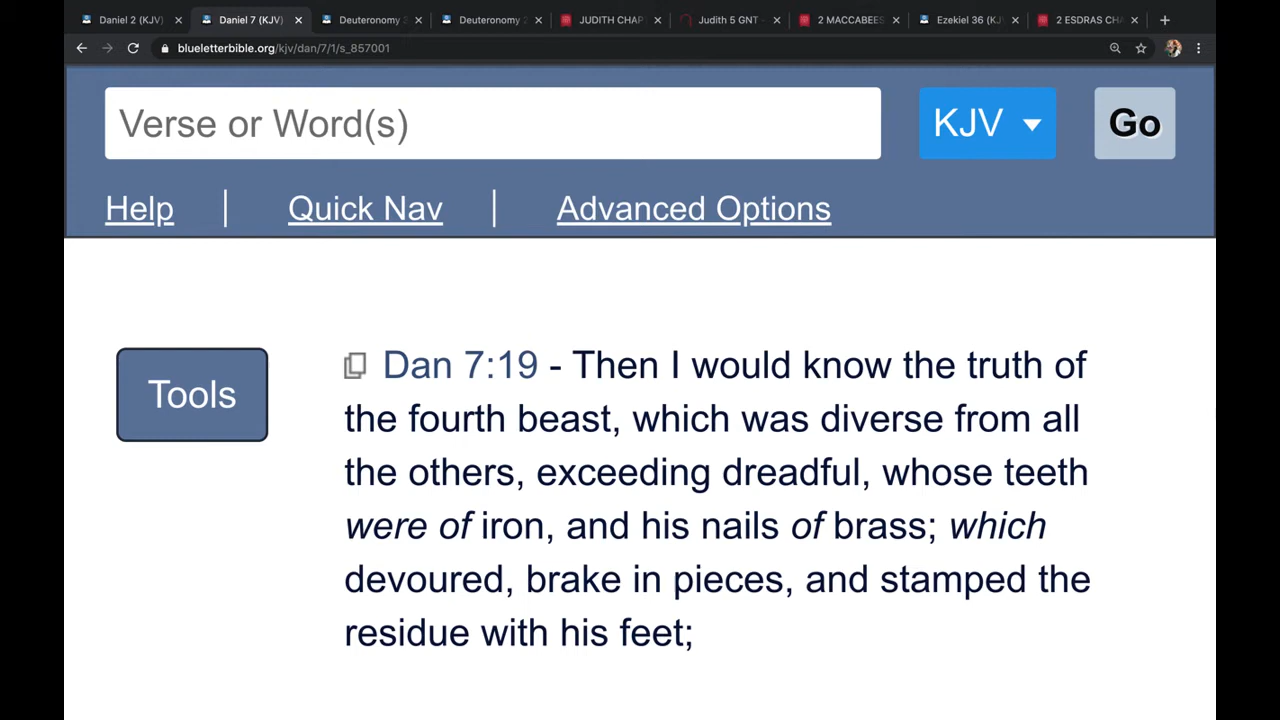 Daniel 2 (KJV) Daniel 7 (KJV) Deuteronomy Deuteronomy JUDITH CHAP Judith 5 GNT - 2 MACCABEES Ezekiel 36 (KJ 2 ESDRAS CHA
blueletterbible.org/kjv/dan/7/1/s_857001
Verse or Word(s) KJV Go
Help | Quick Nav | Advanced Options
Tools
Dan 7:19 - Then I would know the truth of
the fourth beast, which was diverse from all
the others, exceeding dreadful, whose teeth
were of iron, and his nails of brass; which
devoured, brake in pieces, and stamped the
residue with his feet;